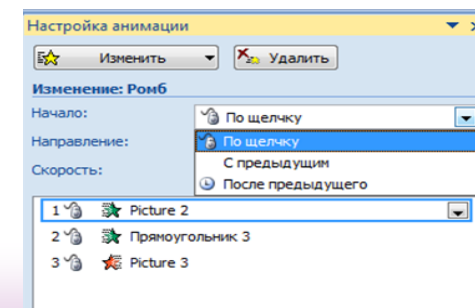 Настройка анимации
Изменить
Удалить
Изменение: Ромб
Начало:
По щелчку
Направление:
По щелчку
С предыдущим
Скорость:
После предыдущего
1 Picture 2
2 Прямоугольник 3
3 Picture 3